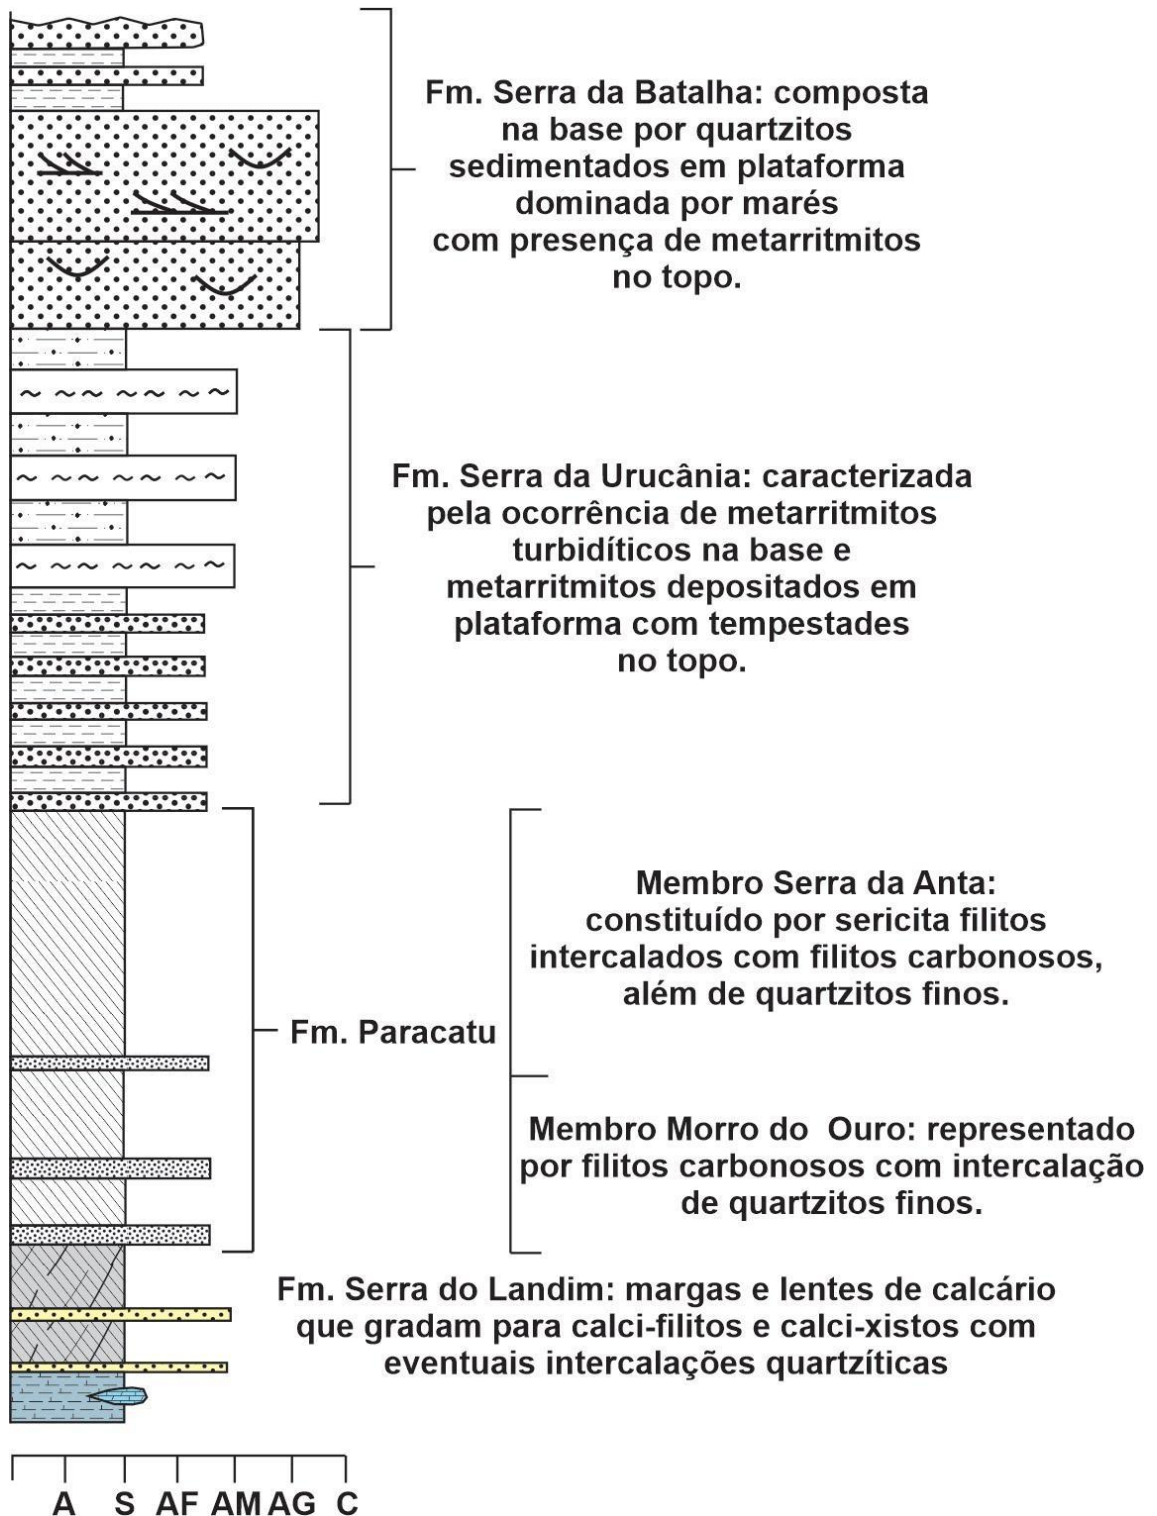 Fm. Serra da Batalha: composta
na base por quartzitos
sedimentados em plataforma
dominada por marés
com presença de metarritmitos
no topo.
Fm. Serra da Urucânia: caracterizada
pela ocorrência de metarritmitos
turbidíticos na base e
metarritmitos depositados em
plataforma com tempestades
no topo.
Membro Serra da Anta:
constituído por sericita filitos
intercalados com filitos carbonosos,
além de quartzitos finos.
Fm. Paracatu
Membro Morro do Ouro: representado
por filitos carbonosos com intercalação
de quartzitos finos.
Fm. Serra do Landim: margas e lentes de calcário
que gradam para calci-filitos e calci-xistos com
eventuais intercalações quartzíticas
A S AF AM AG C